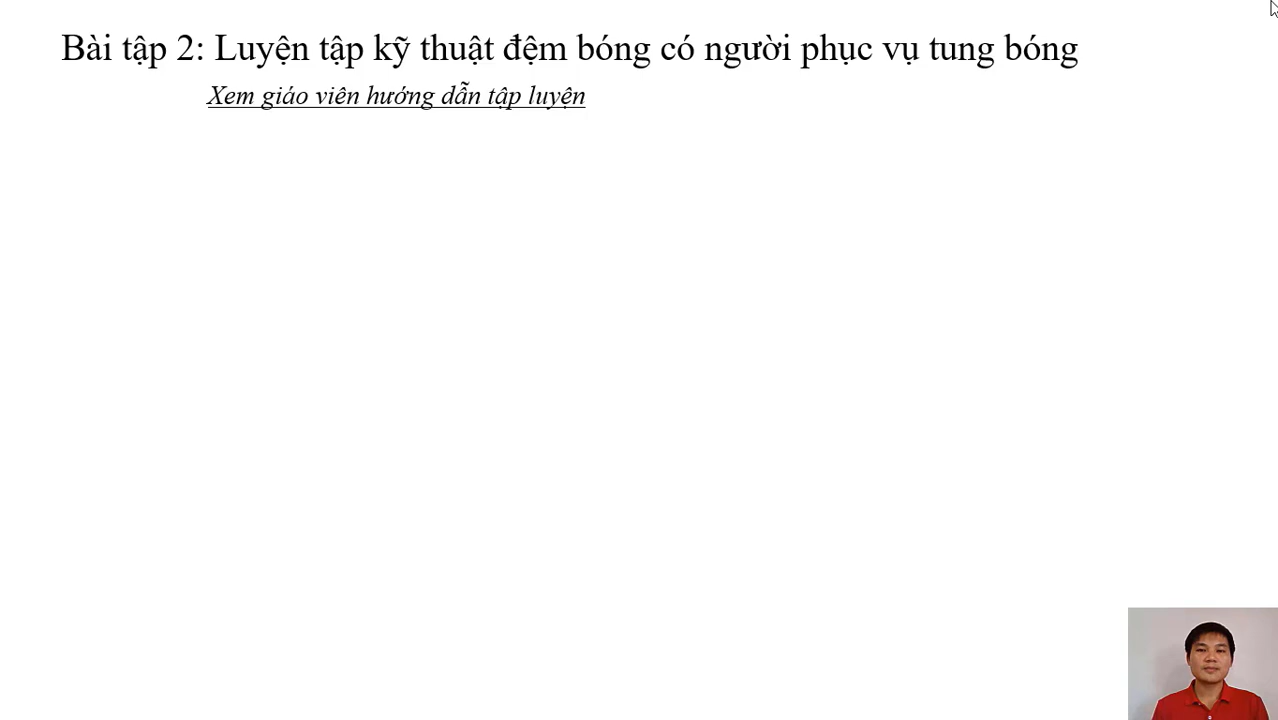 Bài tập 2: Luyện tập kỹ thuật đệm bóng có người phục vụ tung bóng
Xem giáo viên hướng dẫn tập luyện